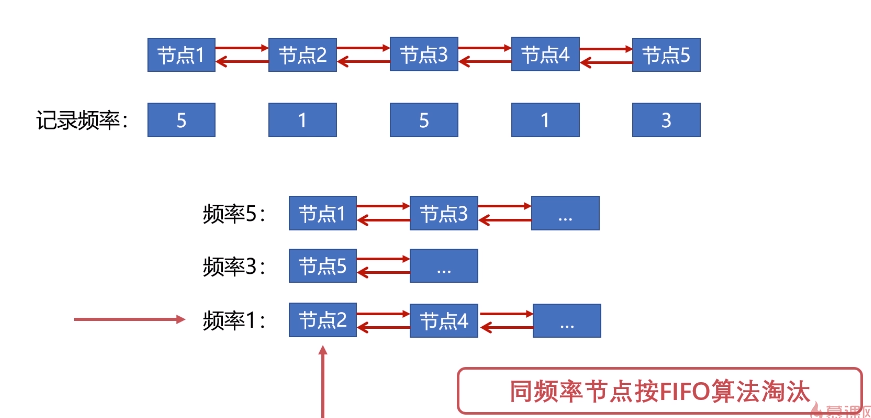 节点1 节点2 节点3 节点4 节点5
记录频率： 5 1 5 1 3
频率5： 节点1 节点3 ...
频率3： 节点5 ...
频率1： 节点2 节点4 ...
同频率节点按FIFO算法淘汰
慕课网